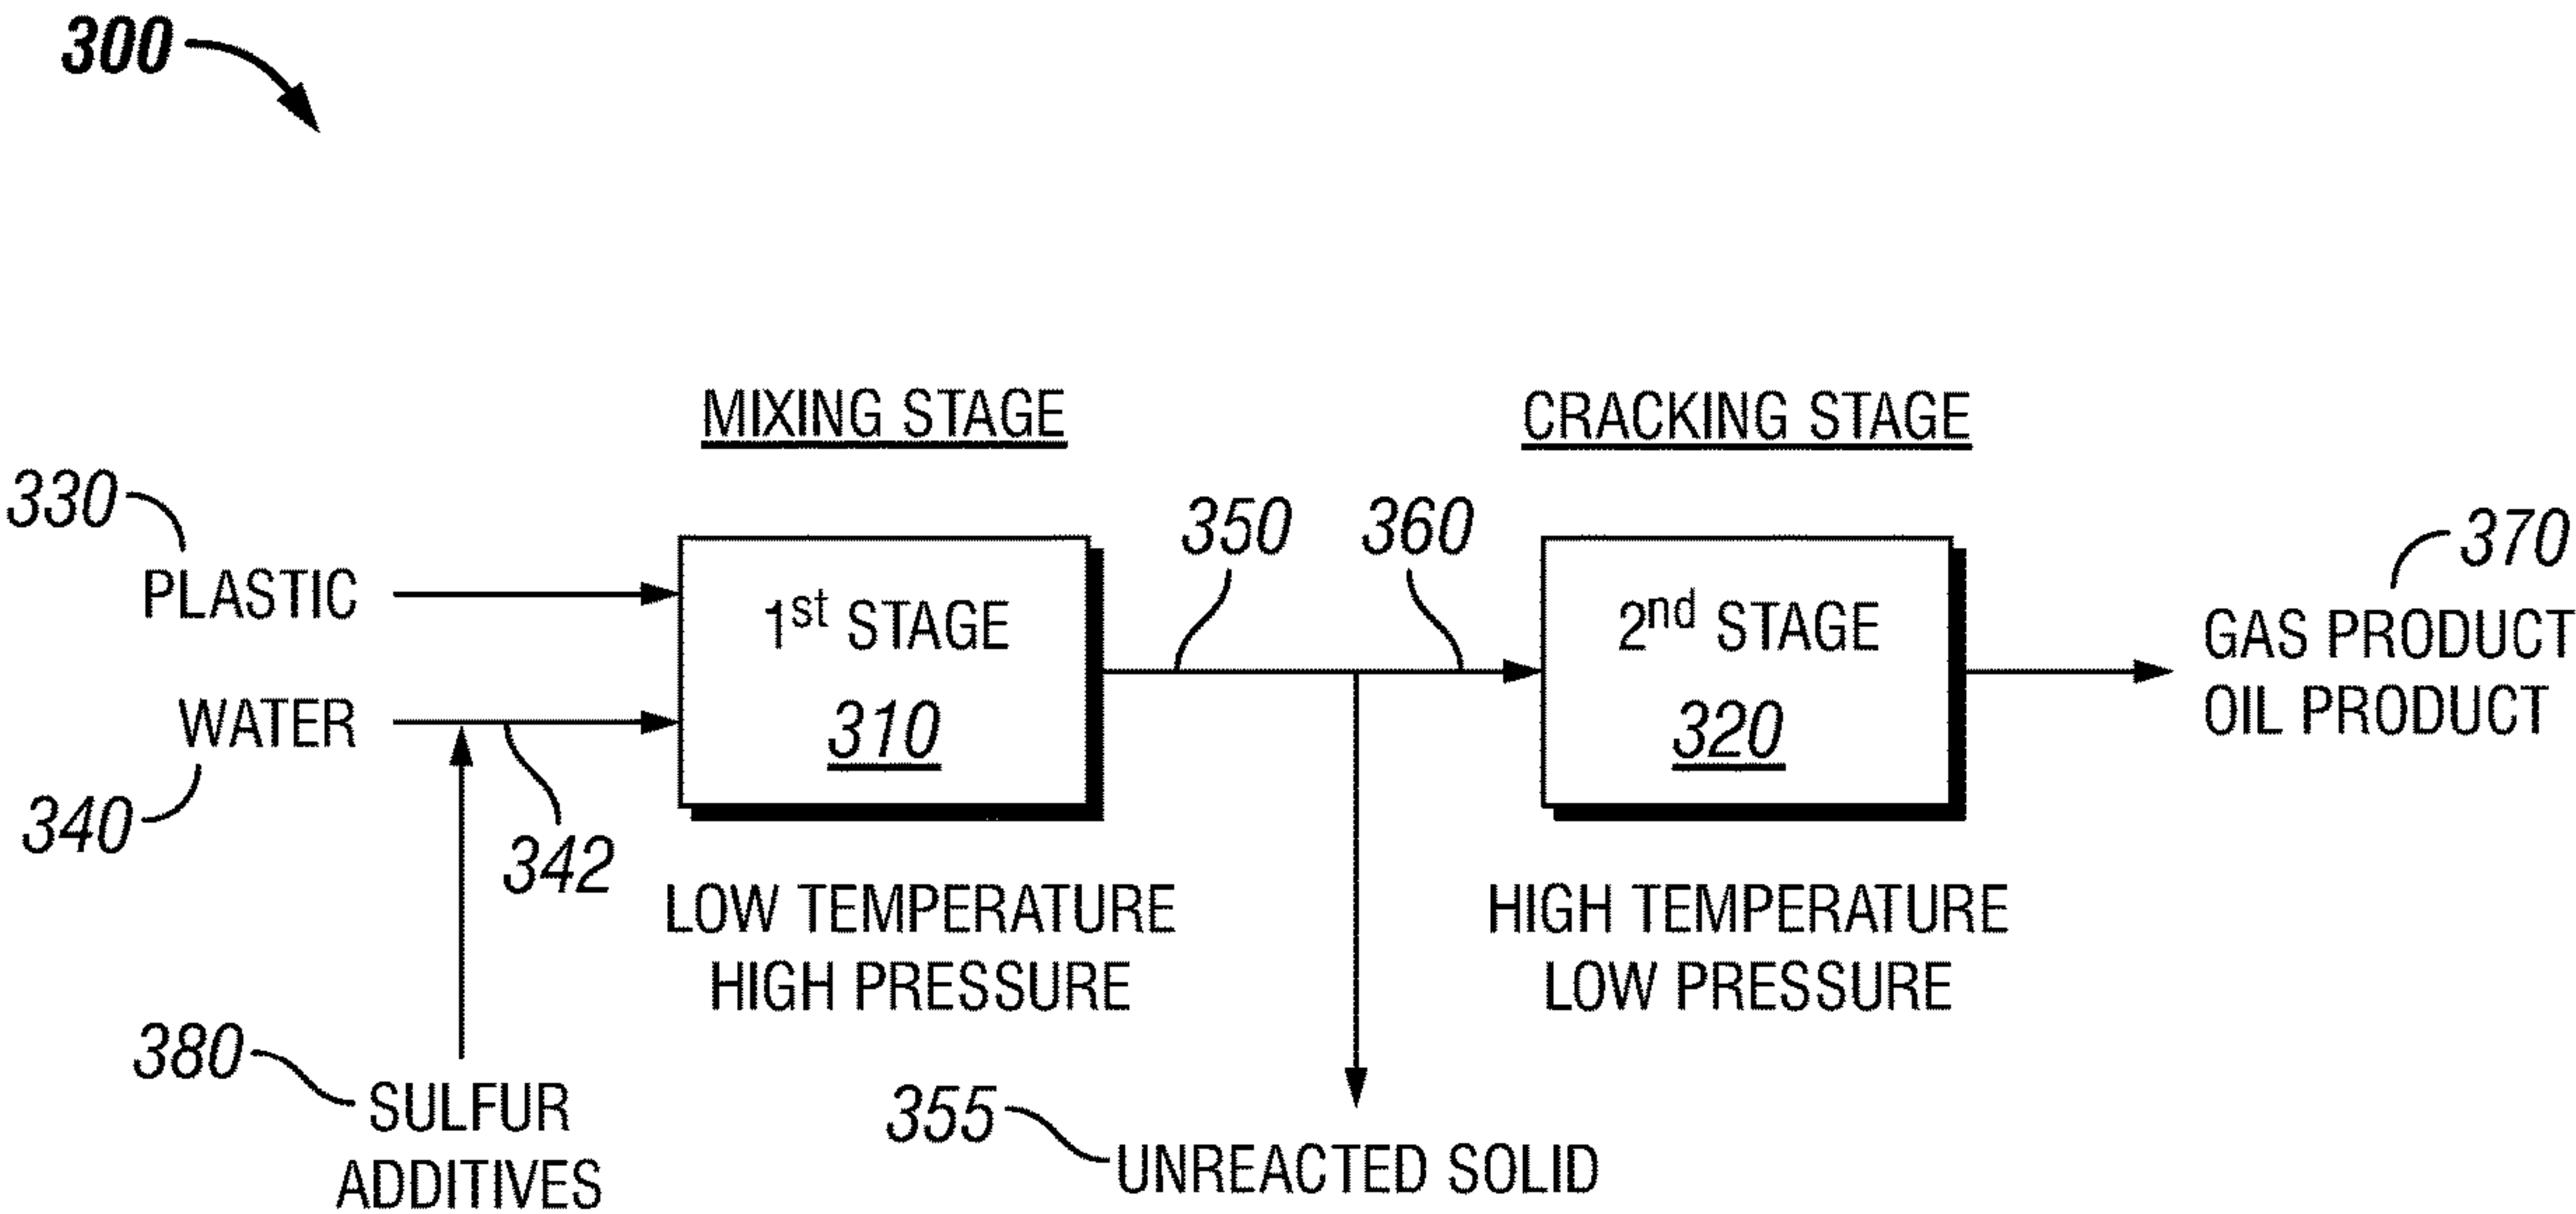 300
MIXING STAGE
CRACKING STAGE
330
350
360
370
PLASTIC
1st STAGE
2nd STAGE
GAS PRODUCT
OIL PRODUCT
WATER
310
320
340
342
LOW TEMPERATURE
HIGH PRESSURE
HIGH TEMPERATURE
LOW PRESSURE
380
SULFUR
ADDITIVES
355
UNREACTED SOLID